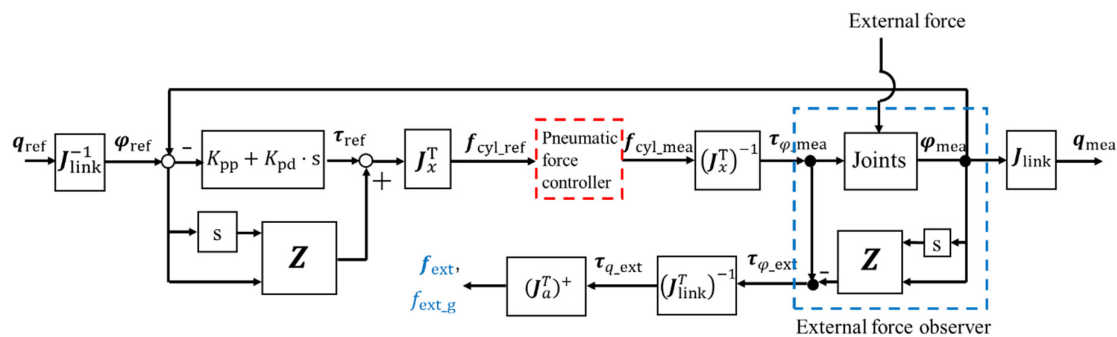 External force
q_ref
J_link^-1
φ_ref
-
K_pp + K_pd · s
τ_ref
+
J_x^T
f_cyl_ref
Pneumatic
force
controller
f_cyl_mea
(J_x^T)^-1
τ_φ_mea
Joints
φ_mea
J_link
q_mea
s
Z
f_ext,
f_ext_g
(J_a^T)^+
τ_q_ext
(J_link^T)^-1
τ_φ_ext
-
Z
s
External force observer